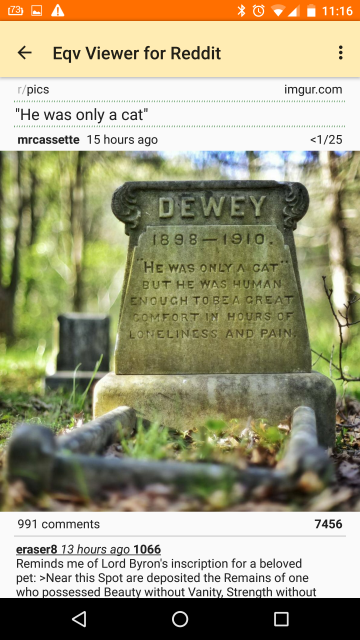 73
11:16
Eqv Viewer for Reddit
r/pics
imgur.com
"He was only a cat"
mrcassette 15 hours ago
<1/25
DEWEY
1898—1910.
"HE WAS ONLY A CAT"
BUT HE WAS HUMAN
ENOUGH TO BE A GREAT
COMFORT IN HOURS OF
LONELINESS AND PAIN.
991 comments
7456
eraser8 13 hours ago 1066
Reminds me of Lord Byron's inscription for a beloved
pet: >Near this Spot are deposited the Remains of one
who possessed Beauty without Vanity, Strength without